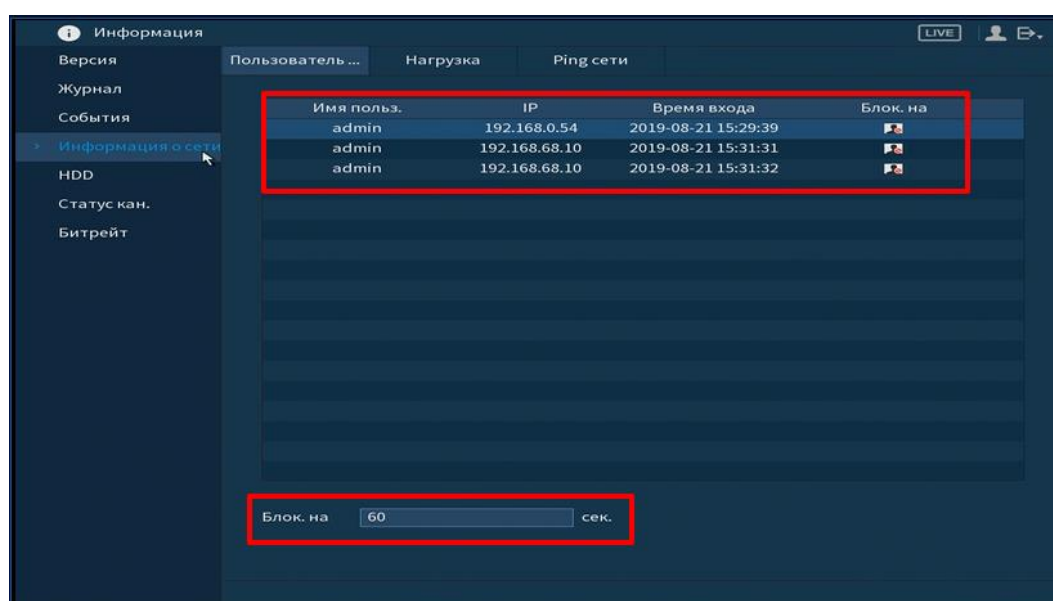 Информация
LIVE
Версия
Журнал
События
Информация о сети
HDD
Статус кан.
Битрейт
Пользователь ... Нагрузка Ping сети
Имя польз. IP Время входа Блок. на
admin 192.168.0.54 2019-08-21 15:29:39
admin 192.168.68.10 2019-08-21 15:31:31
admin 192.168.68.10 2019-08-21 15:31:32
Блок. на 60 сек.